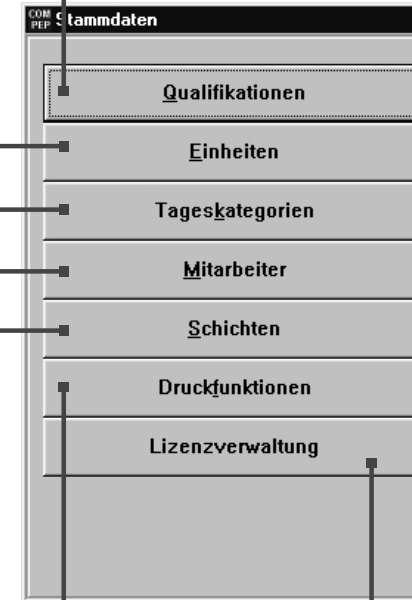 COM
PEP Stammdaten
Qualifikationen
Einheiten
Tageskategorien
Mitarbeiter
Schichten
Druckfunktionen
Lizenzverwaltung